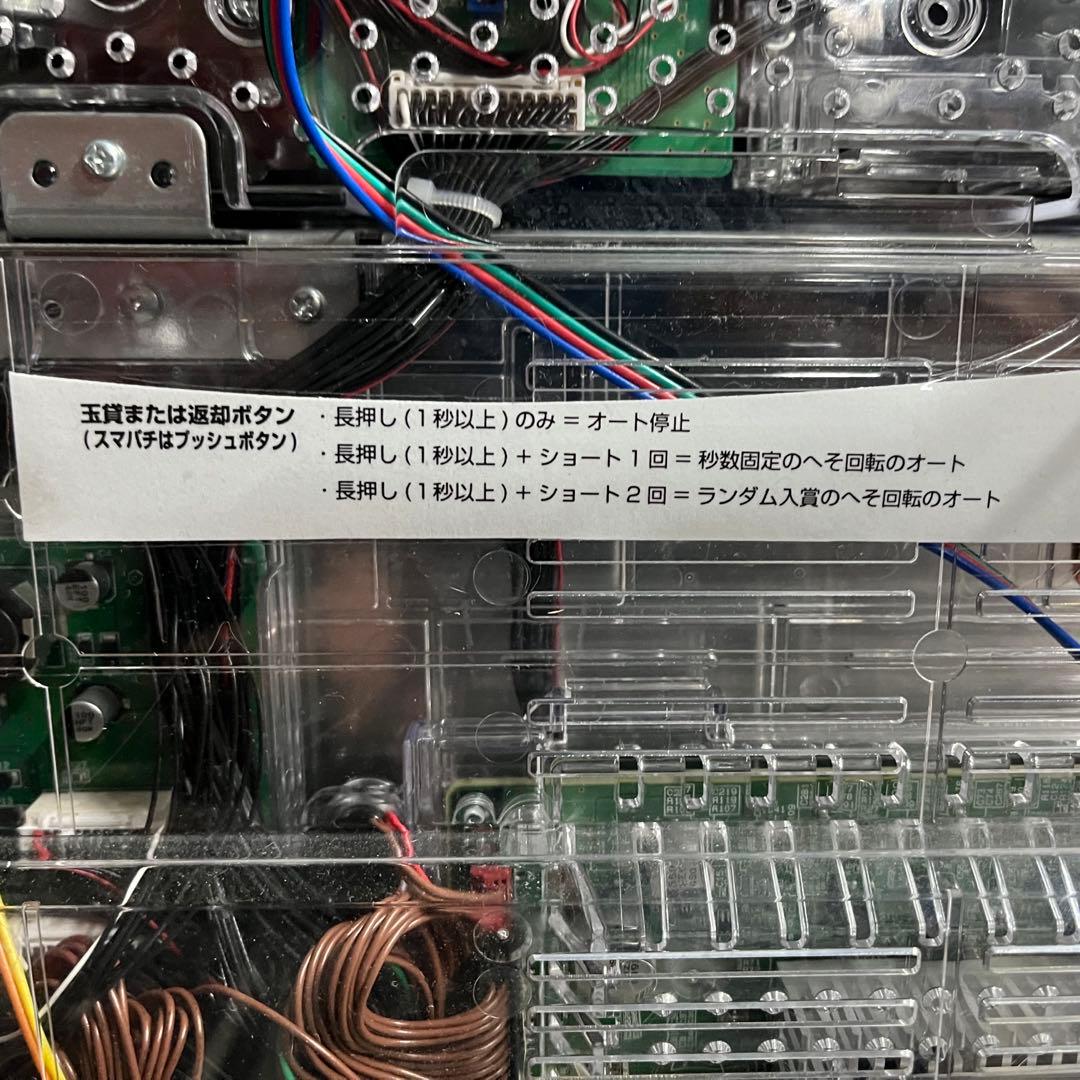 玉貸または返却ボタン
(スマパチはプッシュボタン)
・長押し(1秒以上)のみ = オート停止
・長押し(1秒以上) + ショート1回 = 秒数固定のへそ回転のオート
・長押し(1秒以上) + ショート2回 = ランダム入賞のへそ回転のオート